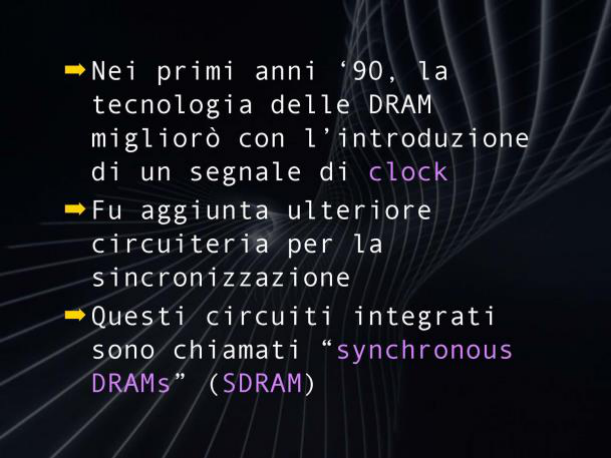 ➡Nei primi anni ‘90, la
tecnologia delle DRAM
migliorò con l’introduzione
di un segnale di clock
➡Fu aggiunta ulteriore
circuiteria per la
sincronizzazione
➡Questi circuiti integrati
sono chiamati “synchronous
DRAMs” (SDRAM)